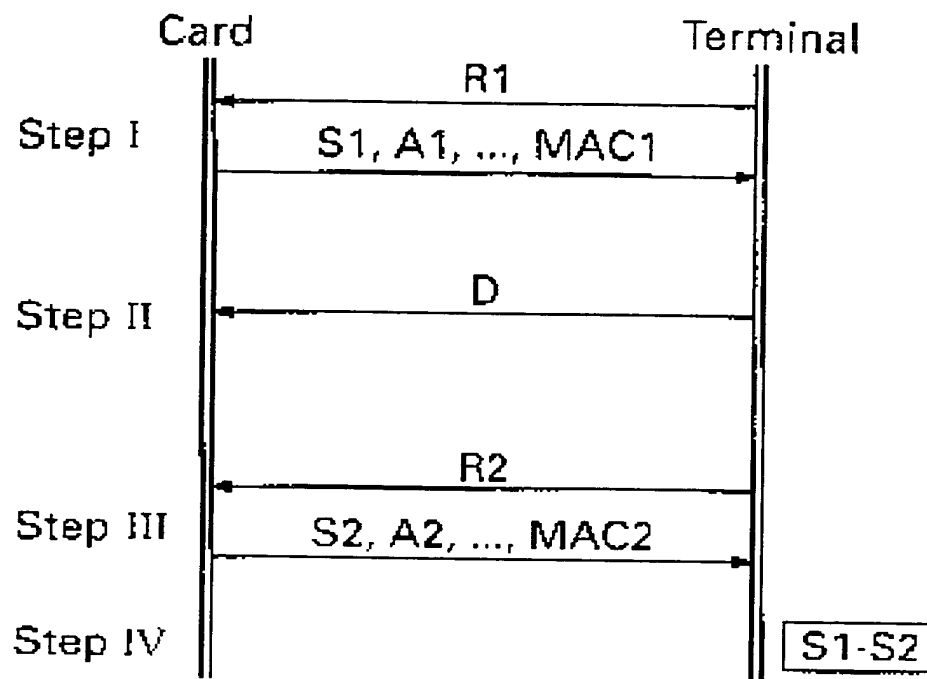 Card
Terminal
R1
Step I
S1, A1, ..., MAC1
D
Step II
R2
Step III
S2, A2, ..., MAC2
Step IV
S1-S2